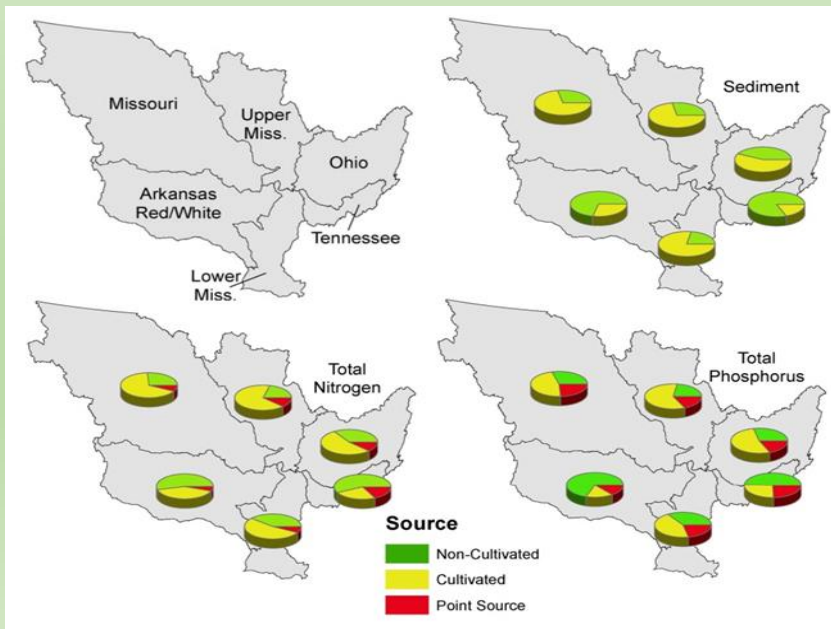 Missouri
Upper
Miss.
Ohio
Arkansas
Red/White
Tennessee
Lower
Miss.
Sediment
Total
Nitrogen
Total
Phosphorus
Source
Non-Cultivated
Cultivated
Point Source